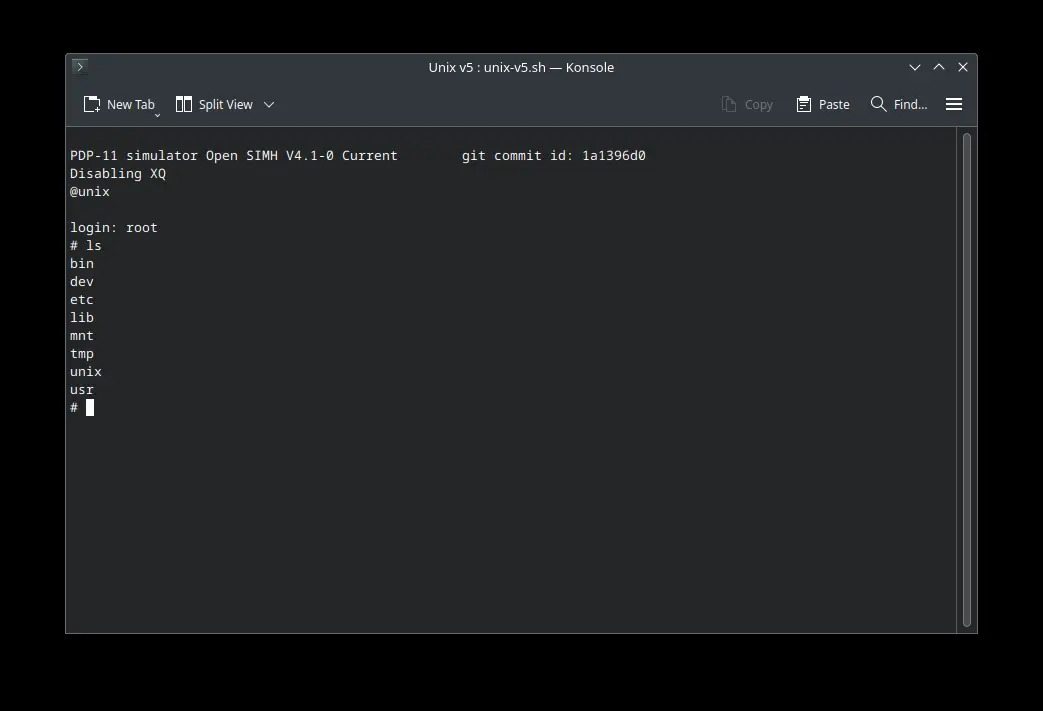 Unix v5 : unix-v5.sh — Konsole
New Tab Split View Copy Paste Find...
PDP-11 simulator Open SIMH V4.1-0 Current git commit id: 1a1396d0
Disabling XQ
@unix
login: root
# ls
bin
dev
etc
lib
mnt
tmp
unix
usr
#